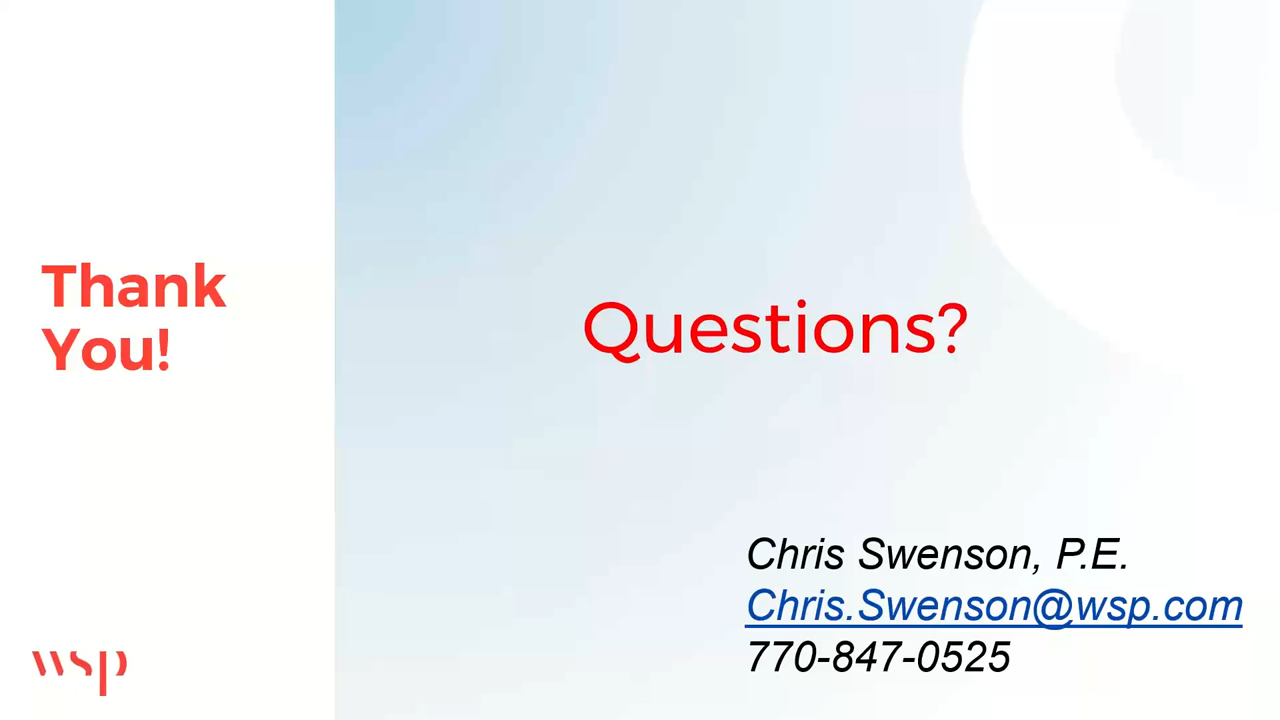 Thank
You!
Questions?
Chris Swenson, P.E.
Chris.Swenson@wsp.com
770-847-0525
wsp